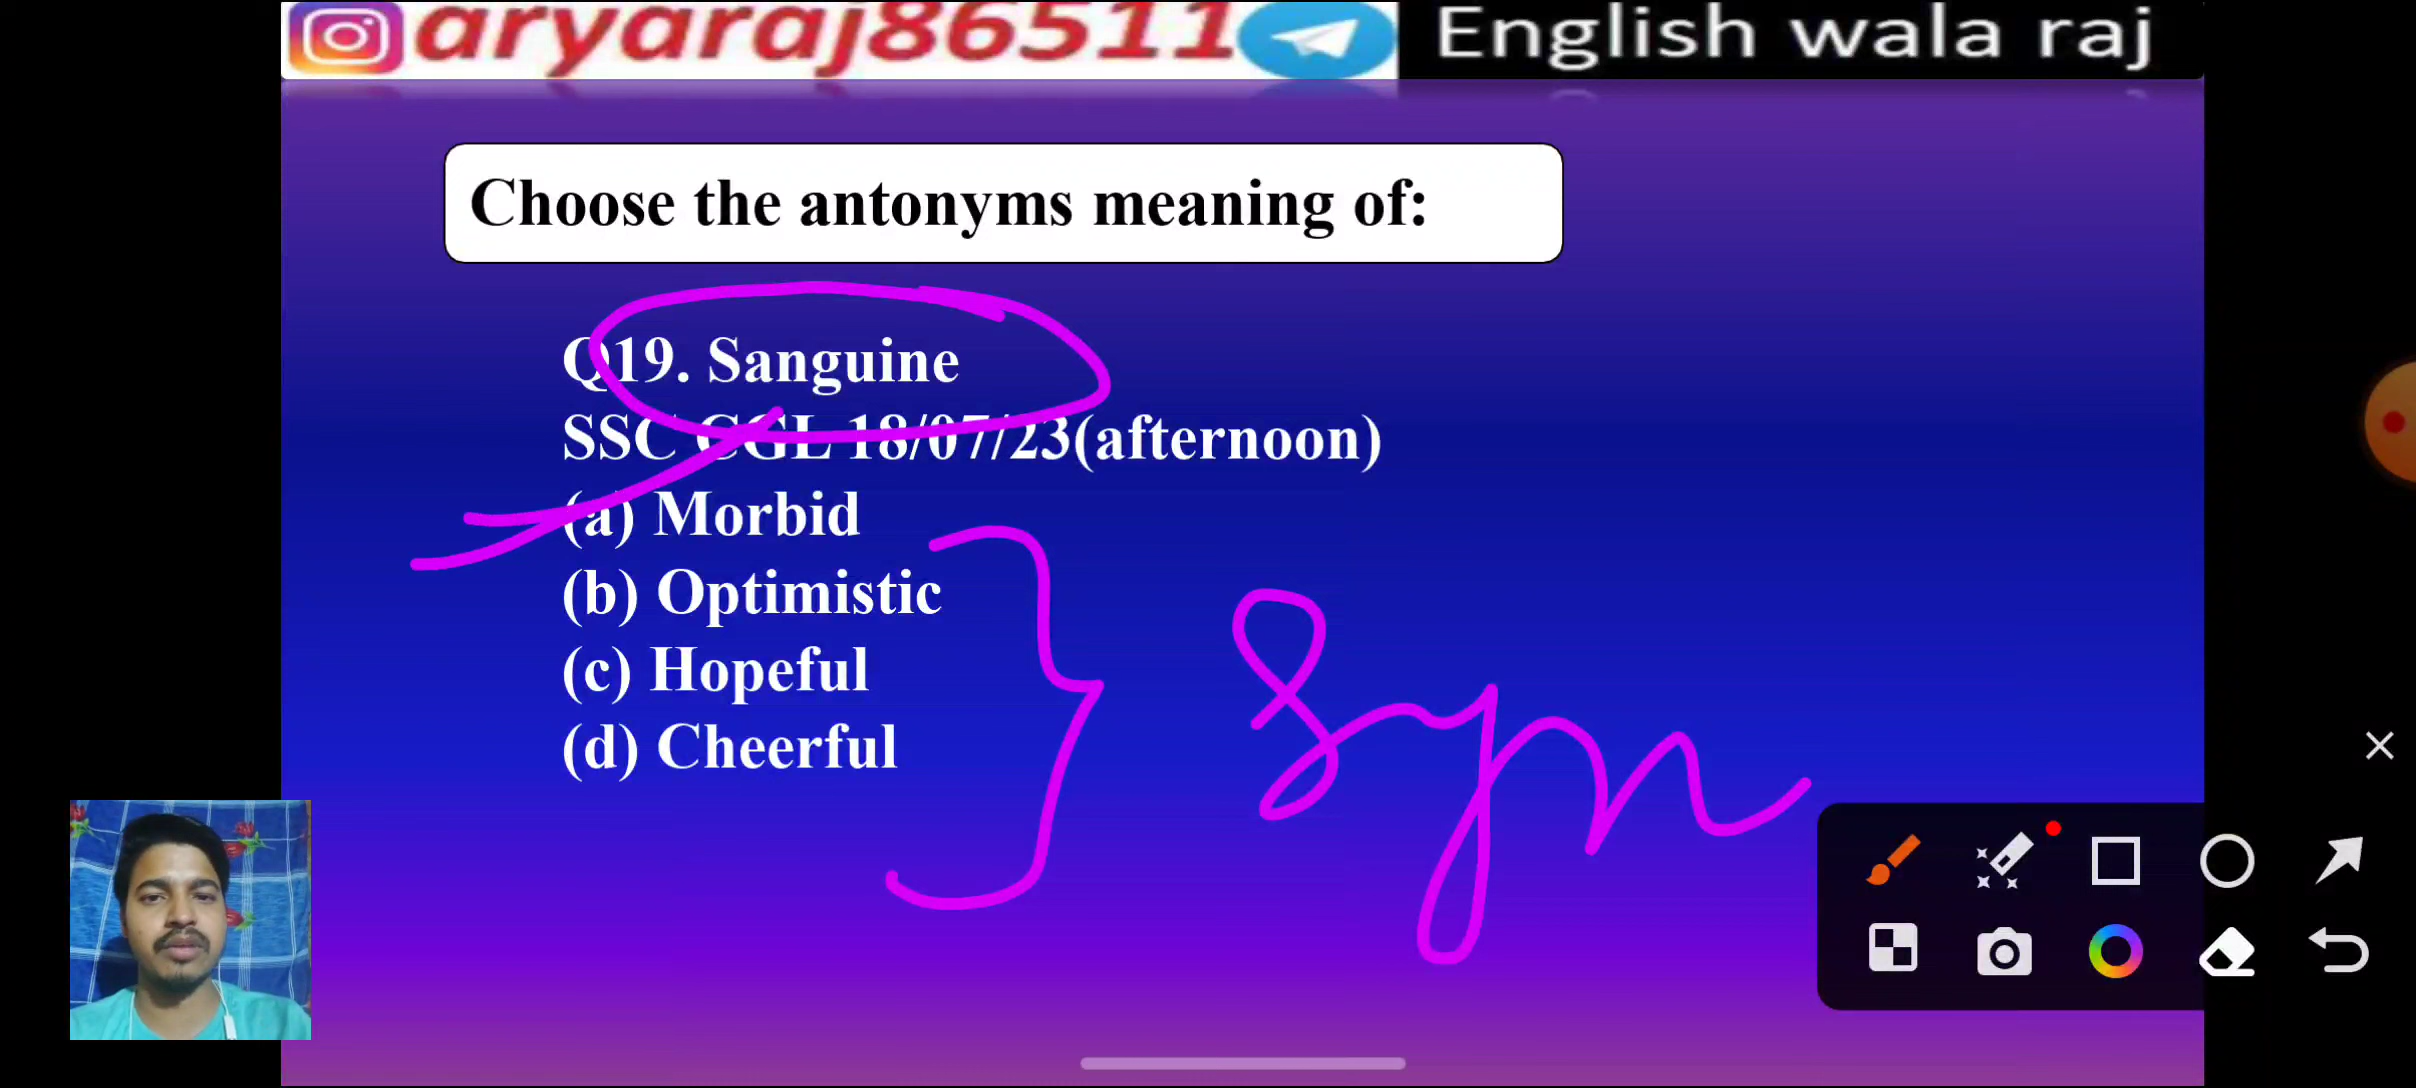 aryaraj86511 English wala raj
Choose the antonyms meaning of:
Q19. Sanguine
SSC CGL 18/07/23(afternoon)
(a) Morbid
(b) Optimistic
(c) Hopeful
(d) Cheerful
Syn